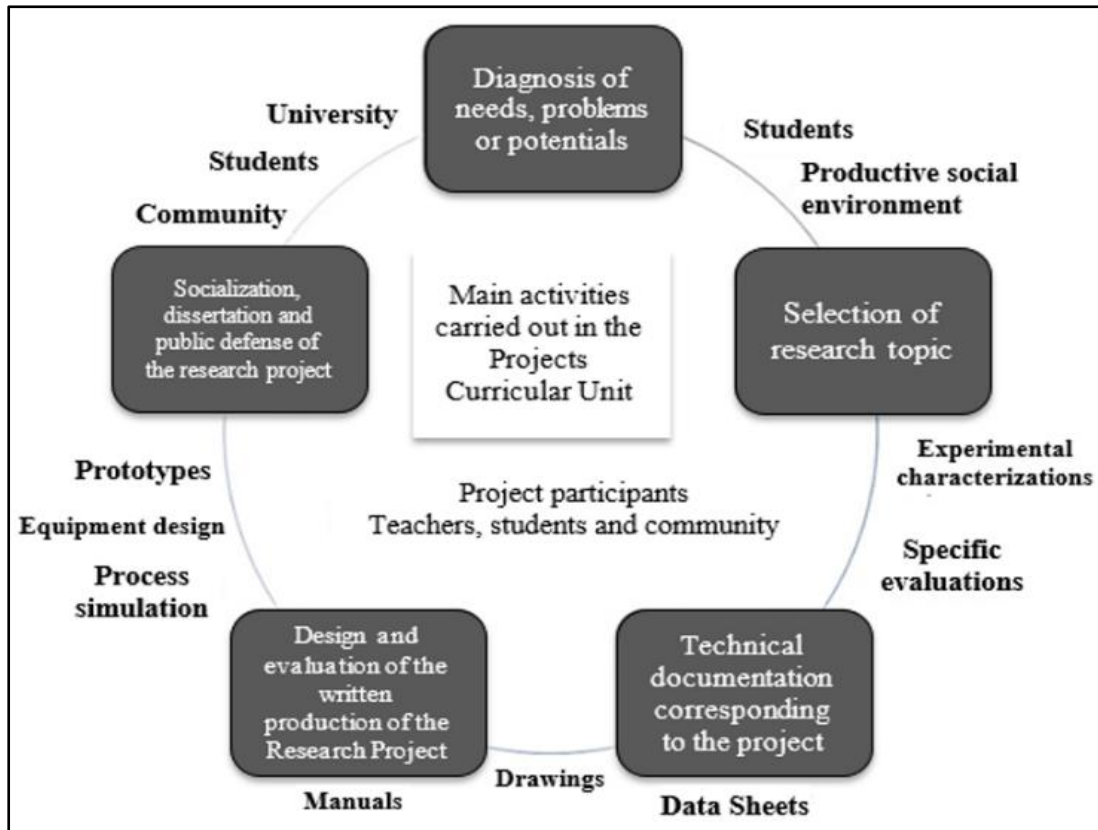 Diagnosis of
needs, problems
or potentials
University
Students
Community
Students
Productive social
environment
Socialization,
dissertation and
public defense of
the research project
Main activities
carried out in the
Projects
Curricular Unit
Selection of
research topic
Experimental
characterizations
Specific
evaluations
Project participants
Teachers, students and community
Prototypes
Equipment design
Process
simulation
Design and
evaluation of the
written
production of the
Research Project
Technical
documentation
corresponding
to the project
Manuals
Drawings
Data Sheets